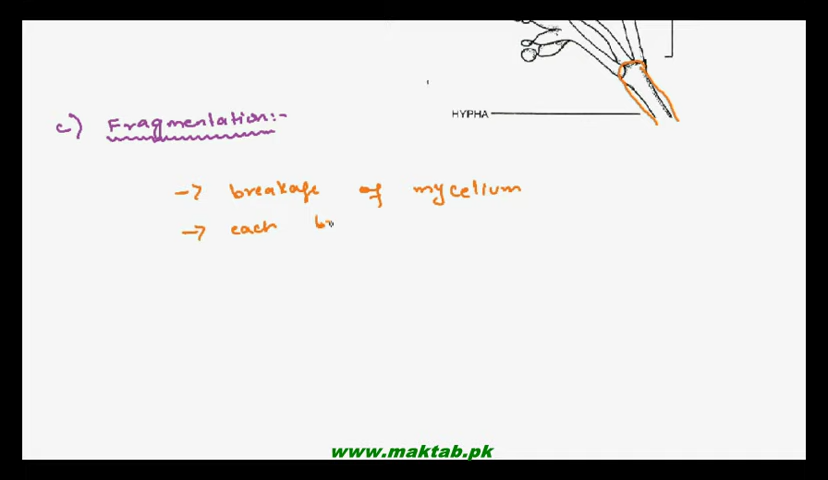 HYPHA
c) Fragmentation:-
-> breakage of mycelium
-> each
www.maktab.pk